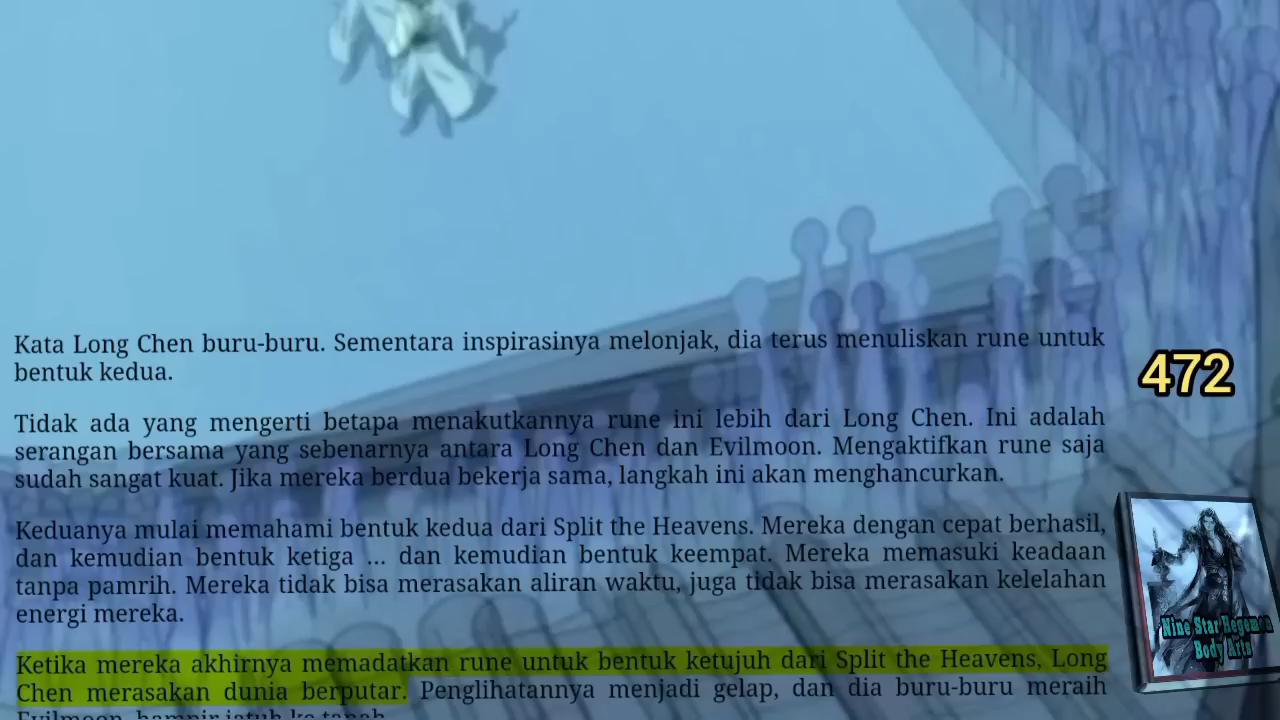 Kata Long Chen buru-buru. Sementara inspirasinya melonjak, dia terus menuliskan rune untuk
bentuk kedua.
Tidak ada yang mengerti betapa menakutkannya rune ini lebih dari Long Chen. Ini adalah
serangan bersama yang sebenarnya antara Long Chen dan Evilmoon. Mengaktifkan rune saja
sudah sangat kuat. Jika mereka berdua bekerja sama, langkah ini akan menghancurkan.
Keduanya mulai memahami bentuk kedua dari Split the Heavens. Mereka dengan cepat berhasil,
dan kemudian bentuk ketiga ... dan kemudian bentuk keempat. Mereka memasuki keadaan
tanpa pamrih. Mereka tidak bisa merasakan aliran waktu, juga tidak bisa merasakan kelelahan
energi mereka.
Ketika mereka akhirnya memadatkan rune untuk bentuk ketujuh dari Split the Heavens, Long
Chen merasakan dunia berputar. Penglihatannya menjadi gelap, dan dia buru-buru meraih
Evilmoon, hampir jatuh ke tanah.
472
Nine Star Hegemon
Body Arts